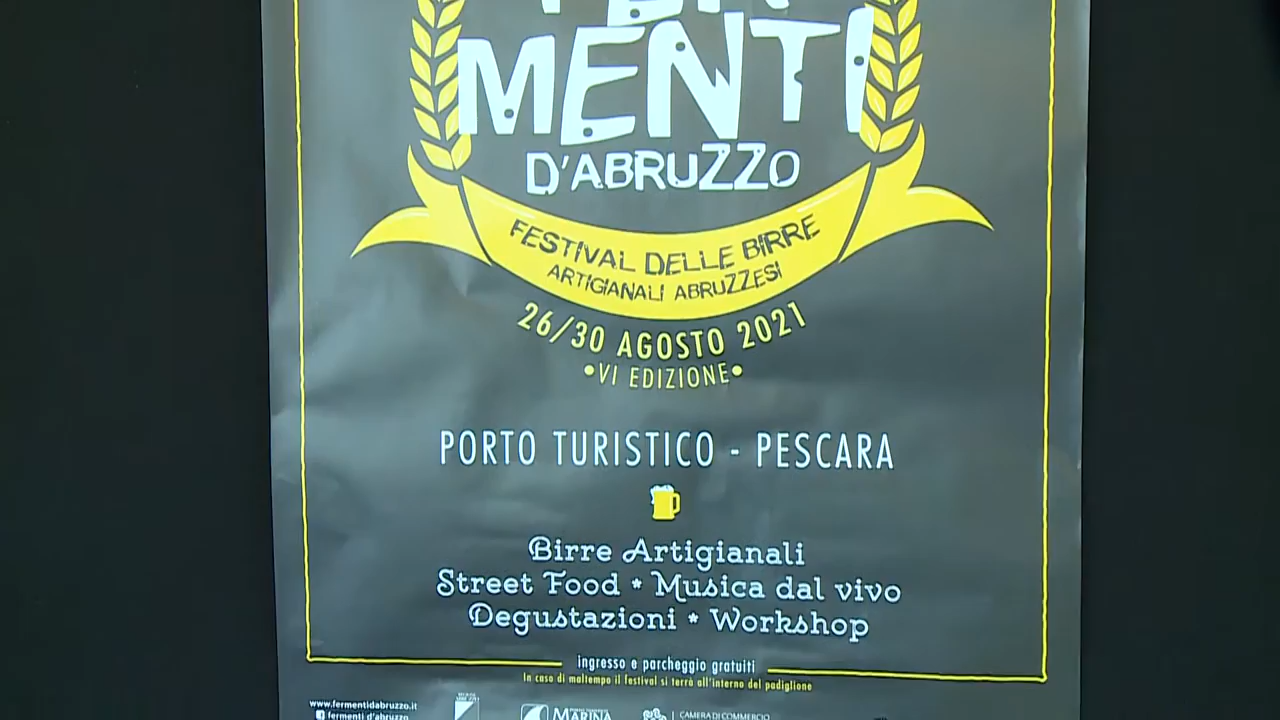 MENTI
D'ABRUZZO
FESTIVAL DELLE BIRRE
ARTIGIANALI ABRUZZESI
26/30 AGOSTO 2021
•VI EDIZIONE•
PORTO TURISTICO - PESCARA
Birre Artigianali
Street Food * Musica dal vivo
Degustazioni * Workshop
ingresso e parcheggio gratuiti
In caso di maltempo il festival si terrà all'interno del padiglione
www.fermentidabruzzo.it
fermenti d'abruzzo
MARINA
CAMERA DI COMMERCIO